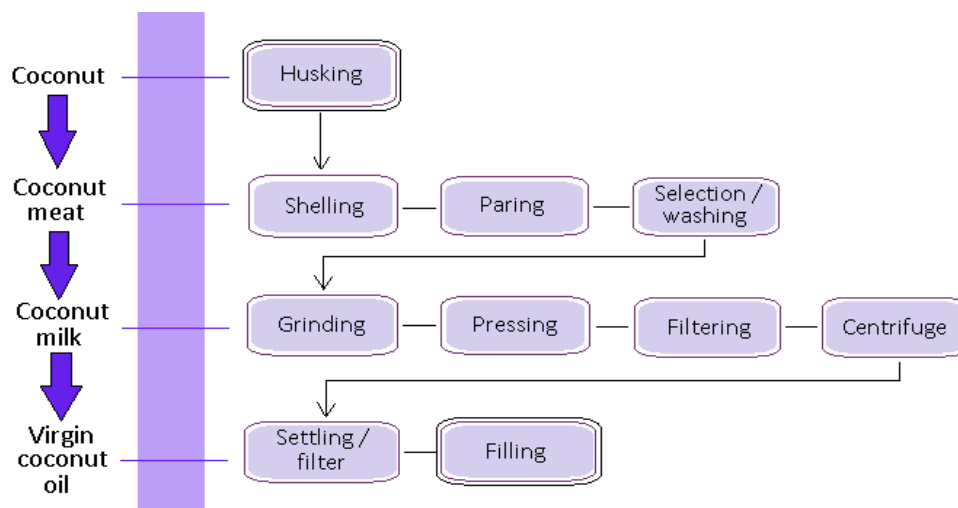 Coconut
Husking
Coconut
meat
Shelling
Paring
Selection /
washing
Coconut
milk
Grinding
Pressing
Filtering
Centrifuge
Virgin
coconut
oil
Settling /
filter
Filling